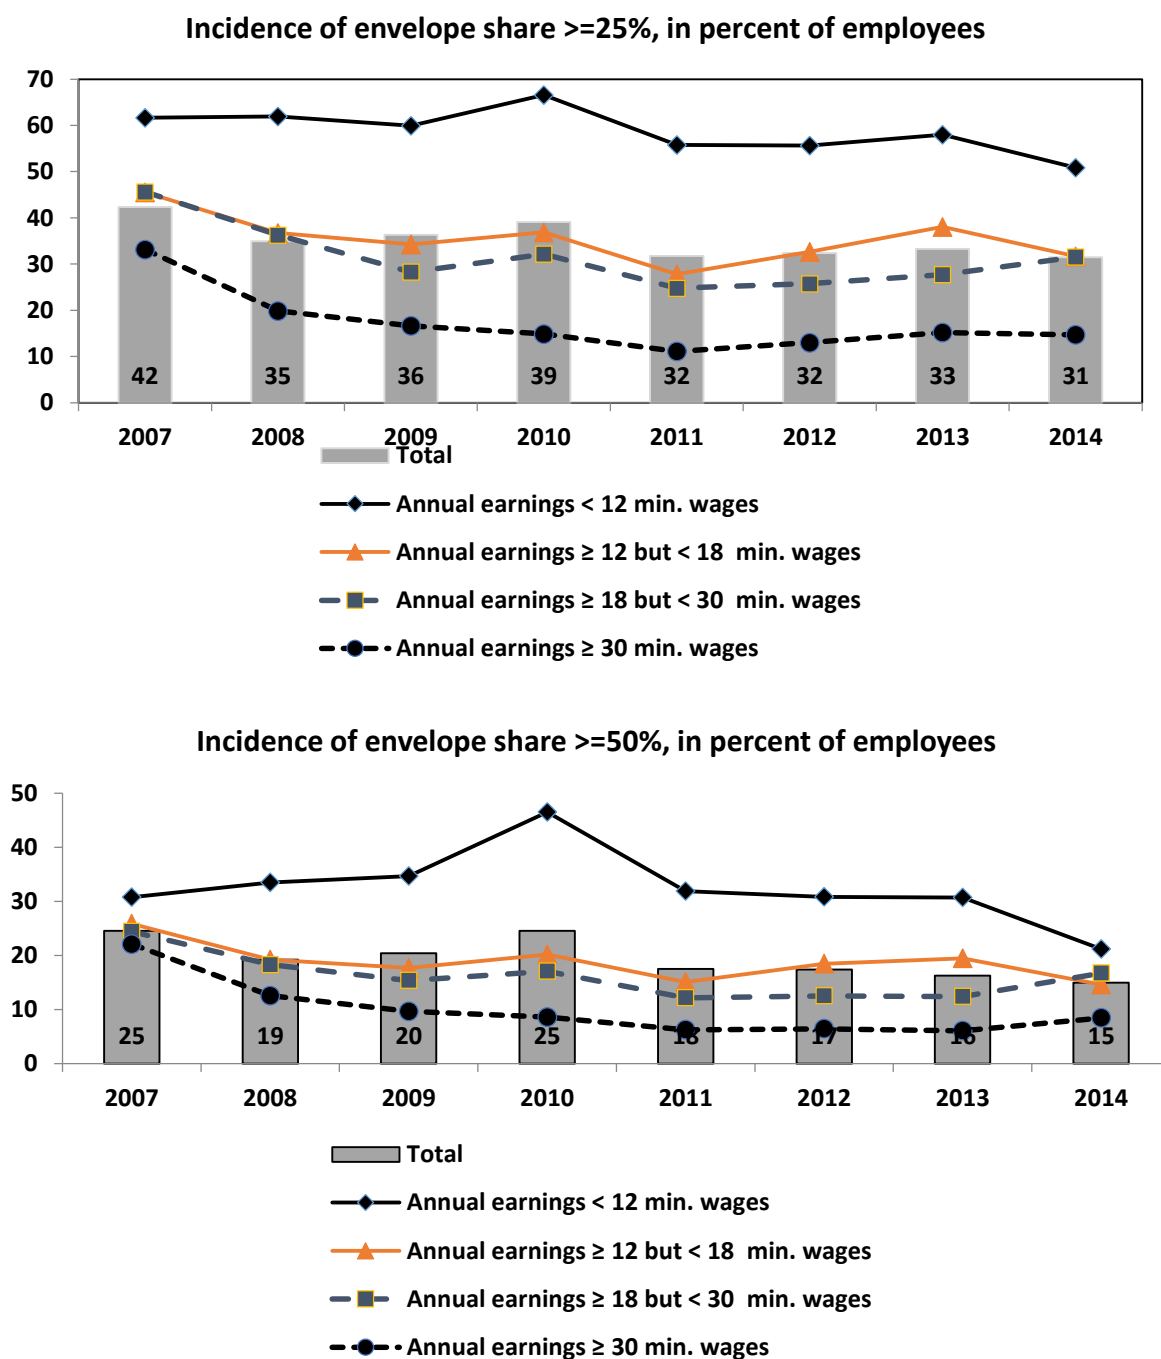 Incidence of envelope share >=25%, in percent of employees
70
60
50
40
30
20
10
0
42 35 36 39 32 32 33 31
2007 2008 2009 2010 2011 2012 2013 2014
Total
Annual earnings < 12 min. wages
Annual earnings ≥ 12 but < 18 min. wages
Annual earnings ≥ 18 but < 30 min. wages
Annual earnings ≥ 30 min. wages
Incidence of envelope share >=50%, in percent of employees
50
40
30
20
10
0
25 19 20 25 18 17 16 15
2007 2008 2009 2010 2011 2012 2013 2014
Total
Annual earnings < 12 min. wages
Annual earnings ≥ 12 but < 18 min. wages
Annual earnings ≥ 18 but < 30 min. wages
Annual earnings ≥ 30 min. wages